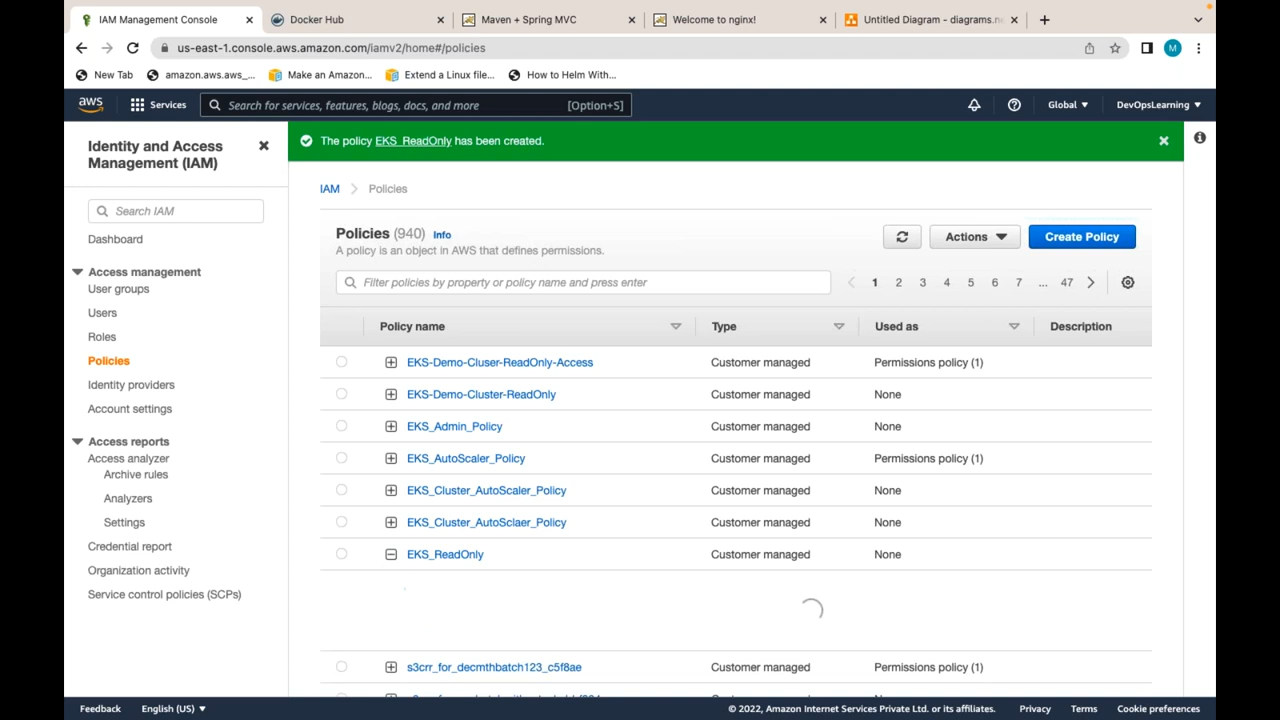 IAM Management Console
Docker Hub
Maven + Spring MVC
Welcome to nginx!
Untitled Diagram - diagrams.ne
us-east-1.console.aws.amazon.com/iamv2/home#/policies
M
New Tab
amazon.aws.aws_...
Make an Amazon...
Extend a Linux file...
How to Helm With...
aws
Services
Search for services, features, blogs, docs, and more
[Option+S]
Global
DevOpsLearning
Identity and Access
Management (IAM)
Search IAM
Dashboard
Access management
User groups
Users
Roles
Policies
Identity providers
Account settings
Access reports
Access analyzer
Archive rules
Analyzers
Settings
Credential report
Organization activity
Service control policies (SCPs)
The policy EKS_ReadOnly has been created.
IAM > Policies
Policies (940) Info
A policy is an object in AWS that defines permissions.
Actions
Create Policy
Filter policies by property or policy name and press enter
1 2 3 4 5 6 7 ... 47
Policy name Type Used as Description
EKS-Demo-Cluser-ReadOnly-Access Customer managed Permissions policy (1)
EKS-Demo-Cluster-ReadOnly Customer managed None
EKS_Admin_Policy Customer managed None
EKS_AutoScaler_Policy Customer managed Permissions policy (1)
EKS_Cluster_AutoScaler_Policy Customer managed None
EKS_Cluster_AutoSclaer_Policy Customer managed None
EKS_ReadOnly Customer managed None
s3crr_for_decmthbatch123_c5f8ae Customer managed Permissions policy (1)
Feedback
English (US)
© 2022, Amazon Internet Services Private Ltd. or its affiliates.
Privacy
Terms
Cookie preferences